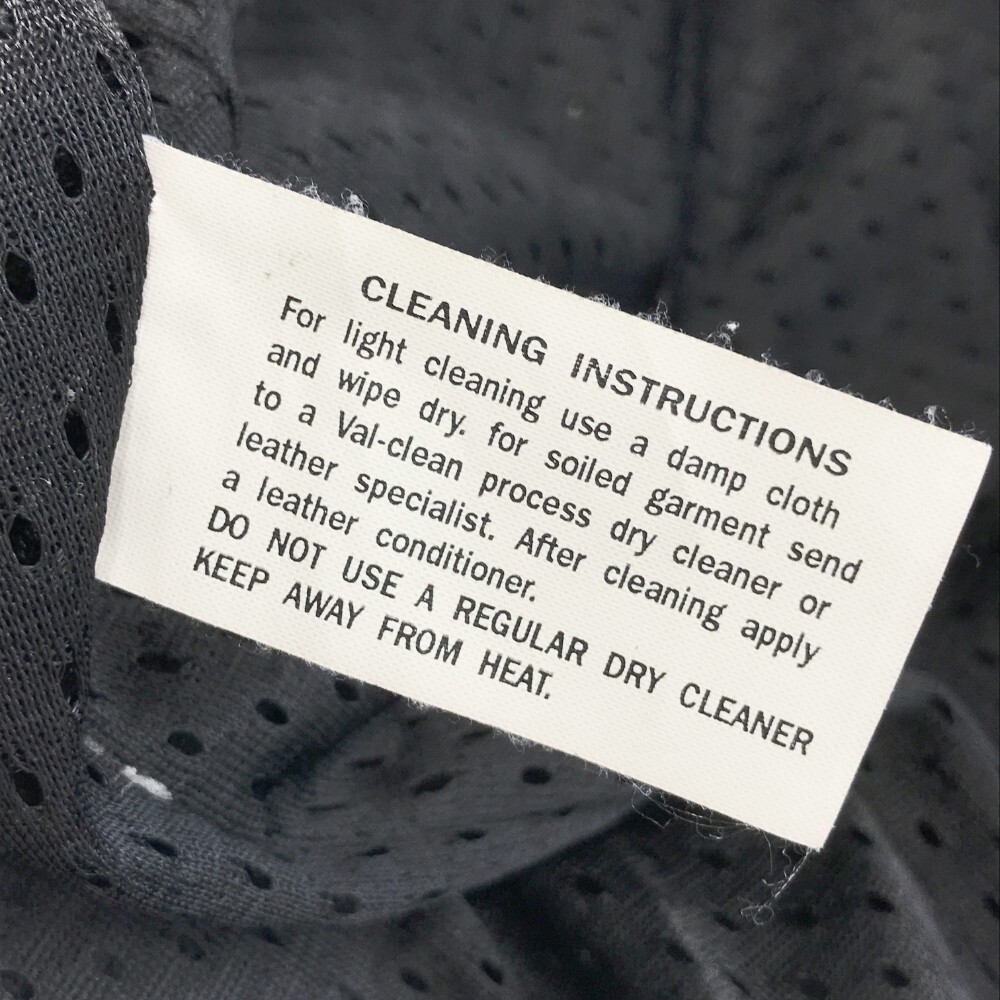 CLEANING INSTRUCTIONS
For light cleaning use a damp cloth
and wipe dry. for soiled garment send
to a Val-clean process dry cleaner or
leather specialist. After cleaning apply
a leather conditioner.
DO NOT USE A REGULAR DRY CLEANER
KEEP AWAY FROM HEAT.